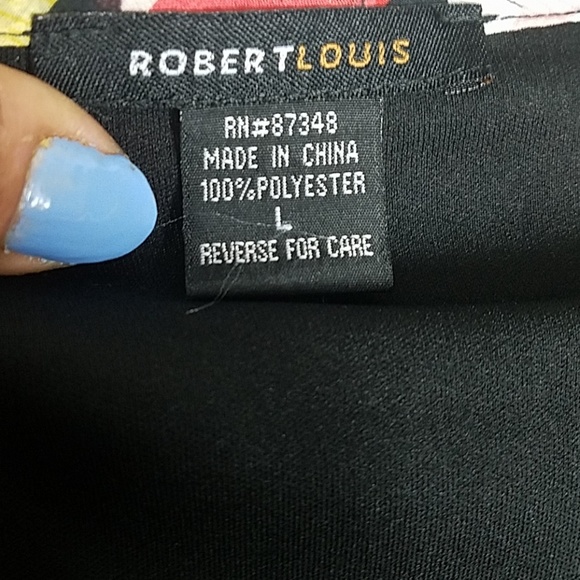 ROBERTLOUIS
RN#87348
MADE IN CHINA
100%POLYESTER
L
REVERSE FOR CARE